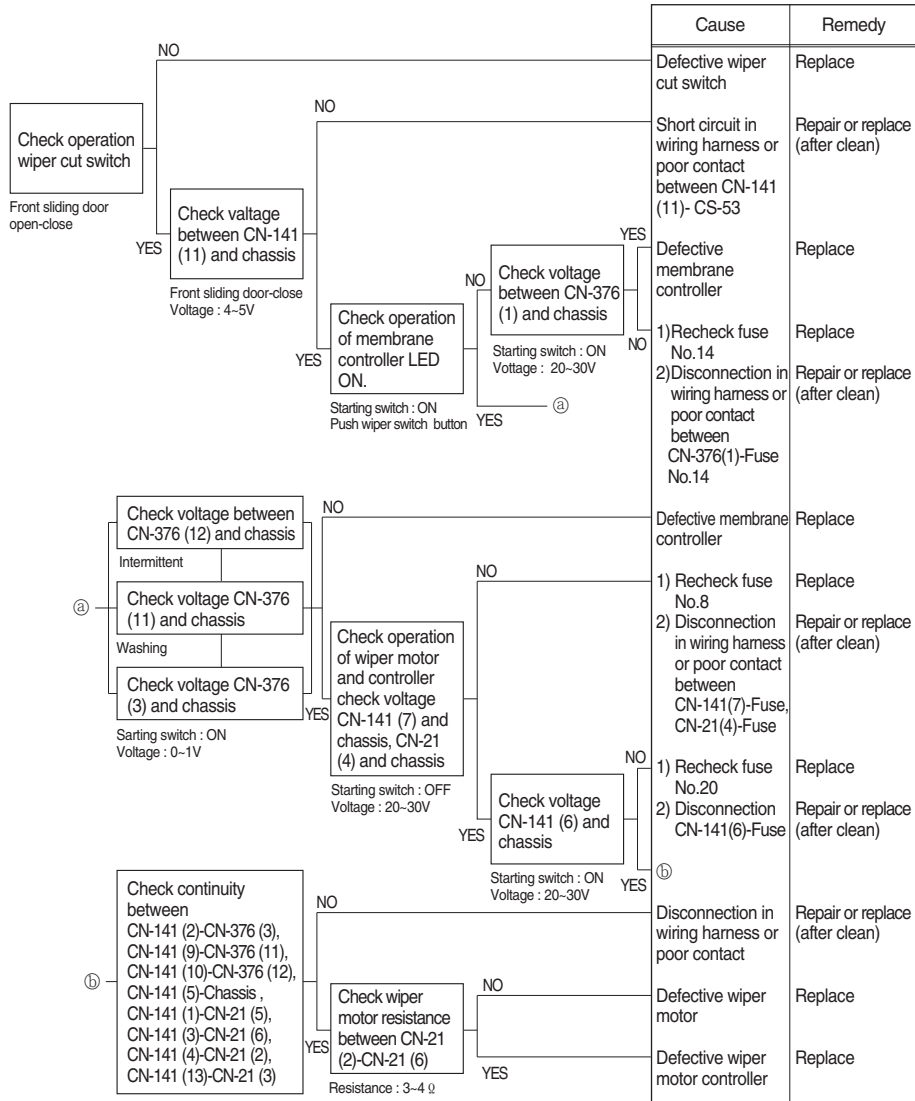 Cause Remedy
NO
Defective wiper Replace
cut switch
NO
Check operation
wiper cut switch
Short circuit in Repair or replace
wiring harness or (after clean)
poor contact
between CN-141
(11)- CS-53
Front sliding door
open-close
YES
Check valtage
between CN-141
(11) and chassis
Front sliding door-close
Voltage : 4~5V
YES
Check operation
of membrane
controller LED
ON.
Starting switch : ON
Push wiper switch button
NO
Check voltage
between CN-376
(1) and chassis
Starting switch : ON
Vottage : 20~30V
YES
Defective Replace
membrane
controller
NO
1)Recheck fuse Replace
No.14
2)Disconnection in Repair or replace
wiring harness or (after clean)
poor contact
between
CN-376(1)-Fuse
No.14
YES
ⓐ
ⓐ
Check voltage between
CN-376 (12) and chassis
Intermittent
Check voltage CN-376
(11) and chassis
Washing
Check voltage CN-376
(3) and chassis
Sarting switch : ON
Voltage : 0~1V
NO
Defective membrane Replace
controller
YES
Check operation
of wiper motor
and controller
check voltage
CN-141 (7) and
chassis, CN-21
(4) and chassis
Starting switch : OFF
Voltage : 20~30V
NO
1) Recheck fuse Replace
No.8
2) Disconnection Repair or replace
in wiring harness (after clean)
or poor contact
between
CN-141(7)-Fuse,
CN-21(4)-Fuse
YES
Check voltage
CN-141 (6) and
chassis
Starting switch : ON
Voltage : 20~30V
NO
1) Recheck fuse Replace
No.20
2) Disconnection Repair or replace
CN-141(6)-Fuse (after clean)
YES
ⓑ
ⓑ
Check continuity
between
CN-141 (2)-CN-376 (3),
CN-141 (9)-CN-376 (11),
CN-141 (10)-CN-376 (12),
CN-141 (5)-Chassis ,
CN-141 (1)-CN-21 (5),
CN-141 (3)-CN-21 (6),
CN-141 (4)-CN-21 (2),
CN-141 (13)-CN-21 (3)
NO
Disconnection in Repair or replace
wiring harness or (after clean)
poor contact
YES
Check wiper
motor resistance
between CN-21
(2)-CN-21 (6)
Resistance : 3~4 Ω
NO
Defective wiper Replace
motor
YES
Defective wiper Replace
motor controller